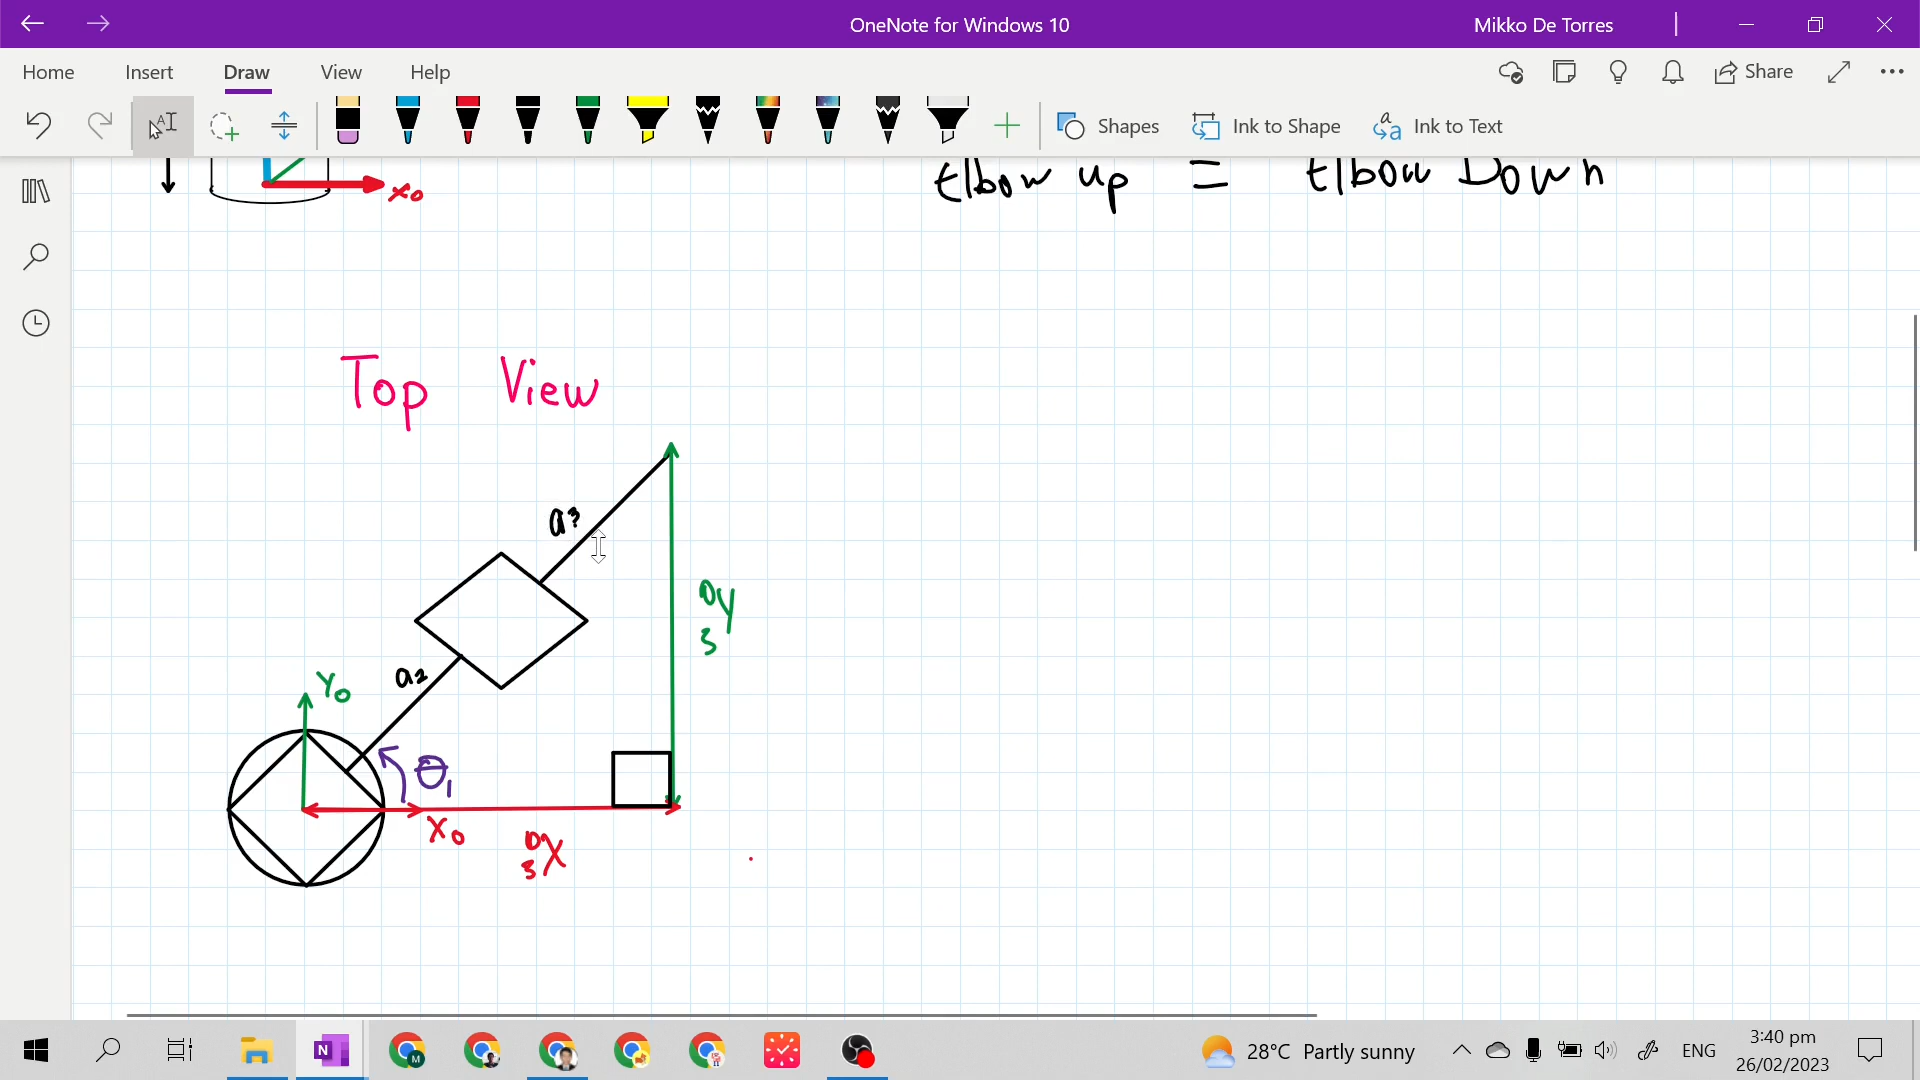 OneNote for Windows 10
Mikko De Torres
Home Insert Draw View Help
Share
Shapes
Ink to Shape
Ink to Text
x0
Elbow up = Elbow Down
Top View
a3
0 y
3
a2
Y0
θ1
X0
0 X
3
28°C Partly sunny
ENG
3:40 pm
26/02/2023